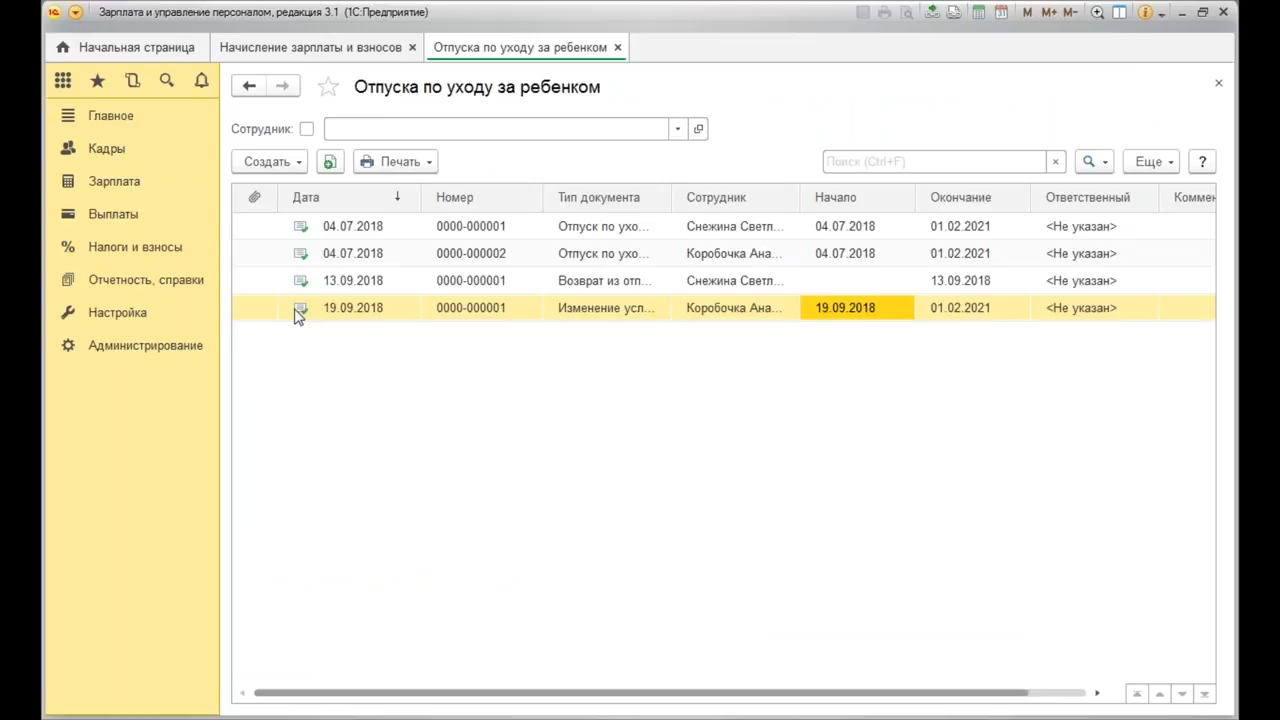 Зарплата и управление персоналом, редакция 3.1 (1С:Предприятие)
M M+ M-
Начальная страница
Начисление зарплаты и взносов ×
Отпуска по уходу за ребенком ×
Главное
Кадры
Зарплата
Выплаты
Налоги и взносы
Отчетность, справки
Настройка
Администрирование
Отпуска по уходу за ребенком
Сотрудник:
Создать Печать Поиск (Ctrl+F) × Еще ?
Дата Номер Тип документа Сотрудник Начало Окончание Ответственный Коммен
04.07.2018 0000-000001 Отпуск по ухо... Снежина Светл... 04.07.2018 01.02.2021 <Не указан>
04.07.2018 0000-000002 Отпуск по ухо... Коробочка Ана... 04.07.2018 01.02.2021 <Не указан>
13.09.2018 0000-000001 Возврат из отп... Снежина Светл... 13.09.2018 <Не указан>
19.09.2018 0000-000001 Изменение усл... Коробочка Ана... 19.09.2018 01.02.2021 <Не указан>